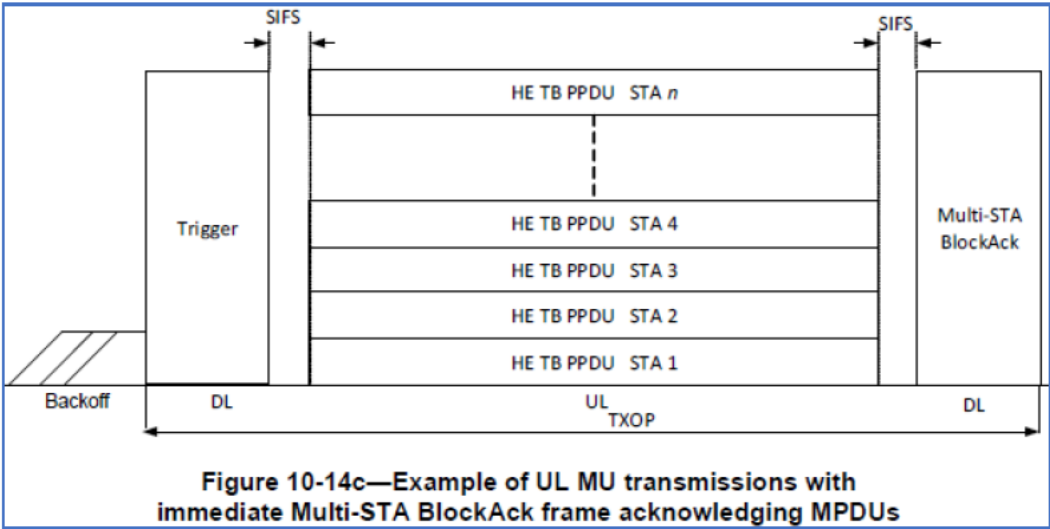 SIFS
SIFS
HE TB PPDU STA n
Trigger
HE TB PPDU STA 4
Multi-STA
BlockAck
HE TB PPDU STA 3
HE TB PPDU STA 2
HE TB PPDU STA 1
Backoff
DL
UL
DL
TXOP
Figure 10-14c—Example of UL MU transmissions with
immediate Multi-STA BlockAck frame acknowledging MPDUs